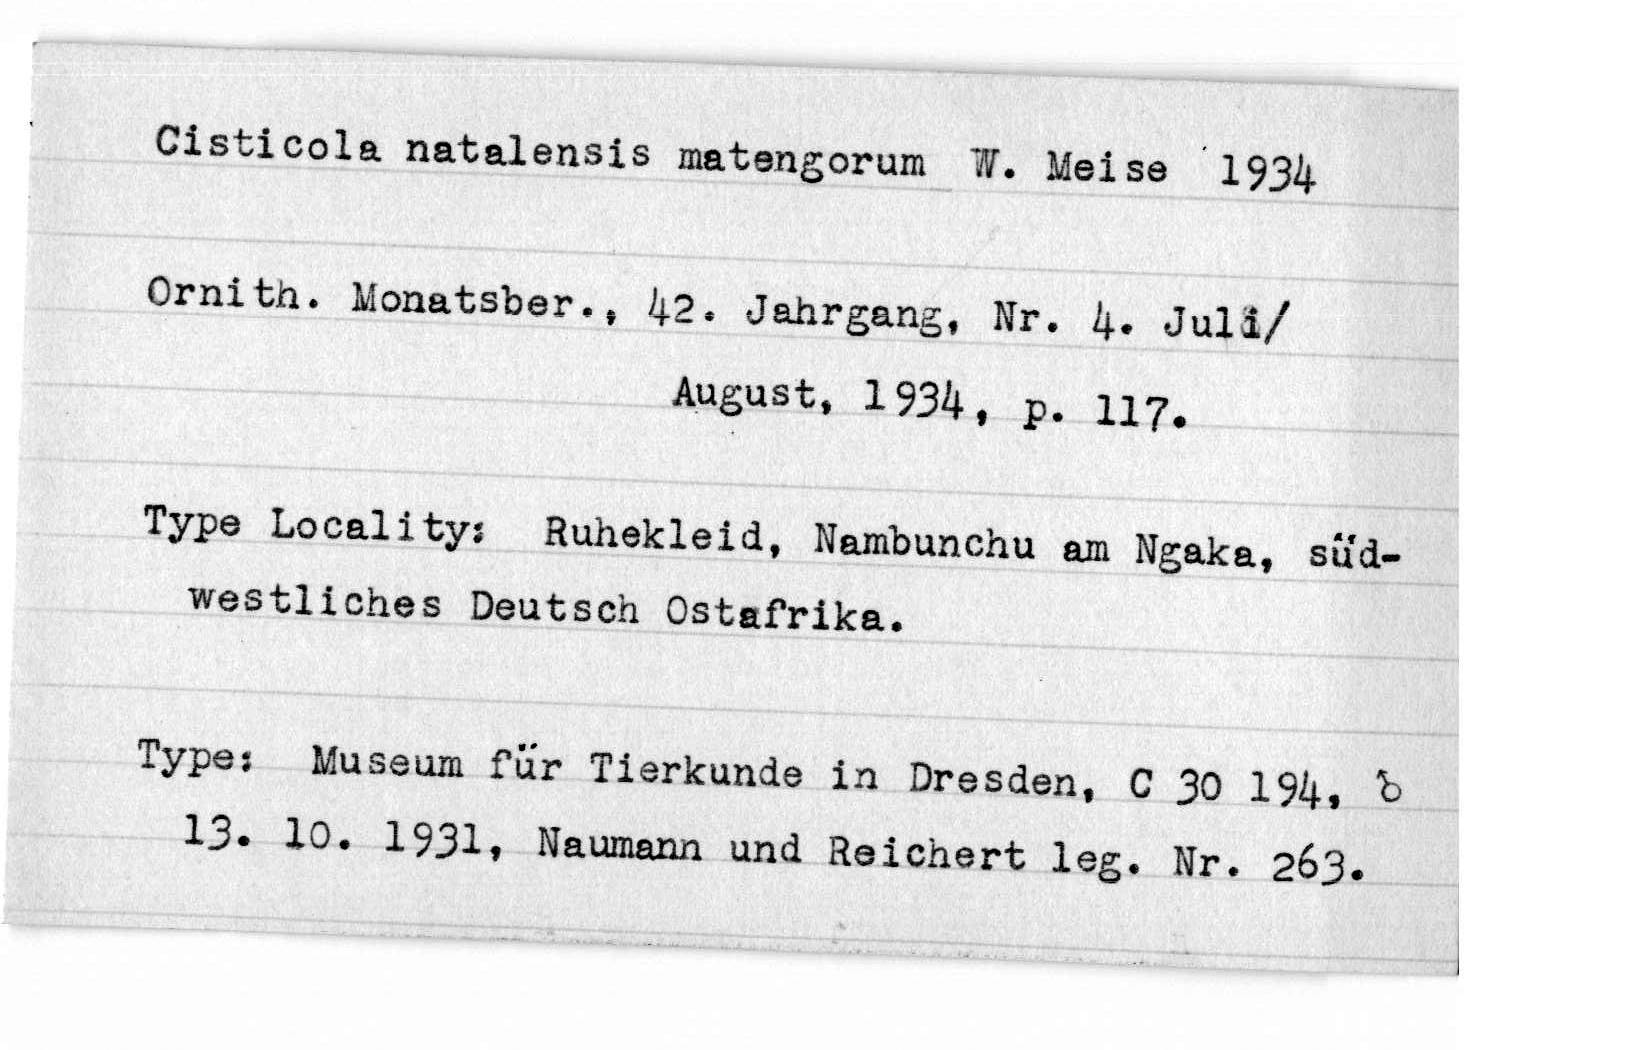 Cisticola natalensis matengorum W. Meise 1934
Ornith. Monatsber., 42. Jahrgang, Nr. 4. Juli/
August, 1934, p. 117.
Type Locality: Ruhekleid, Nambunchu am Ngaka, süd-
westliches Deutsch Ostafrika.
Type: Museum für Tierkunde in Dresden, C 30 194, ♂
13. 10. 1931, Naumann und Reichert leg. Nr. 263.